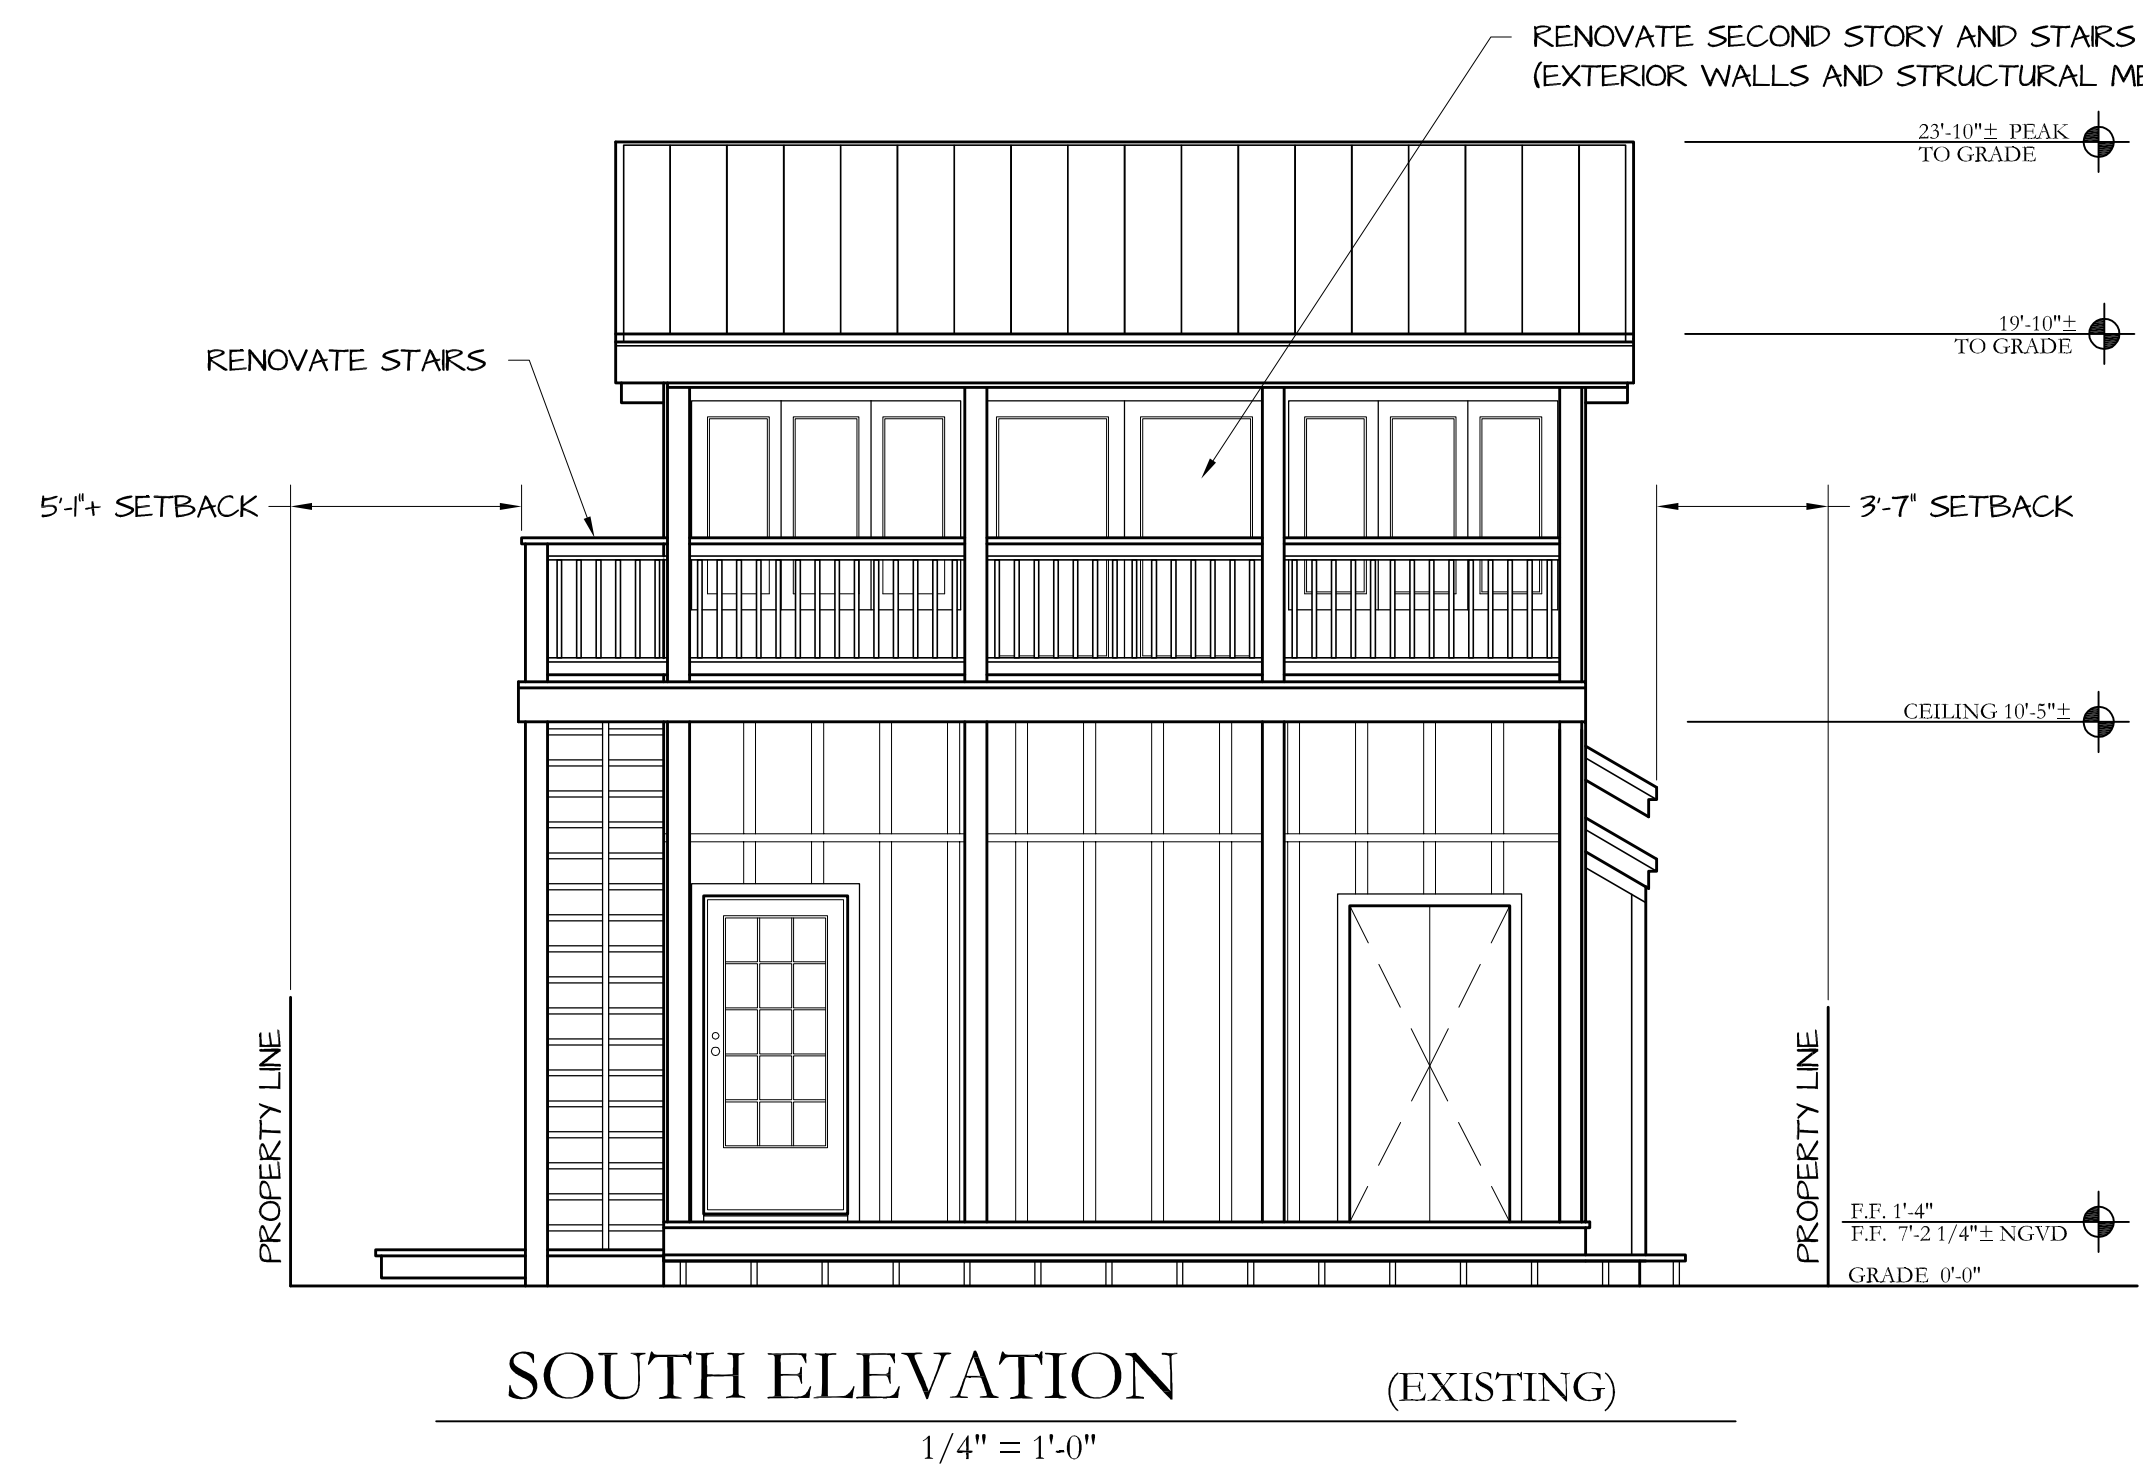 RENOVATE SECOND STORY AND STAIRS
(EXTERIOR WALLS AND STRUCTURAL
23'-10"± PEAK
TO GRADE
19'-10"±
TO GRADE
RENOVATE STAIRS
5'-1"+ SETBACK
3'-7" SETBACK
CEILING 10'-5"±
PROPERTY LINE
PROPERTY LINE
F.F. 1'-4"
F.F. 7'-2 1/4"± NGVD
GRADE 0'-0"
SOUTH ELEVATION (EXISTING)
1/4" = 1'-0"